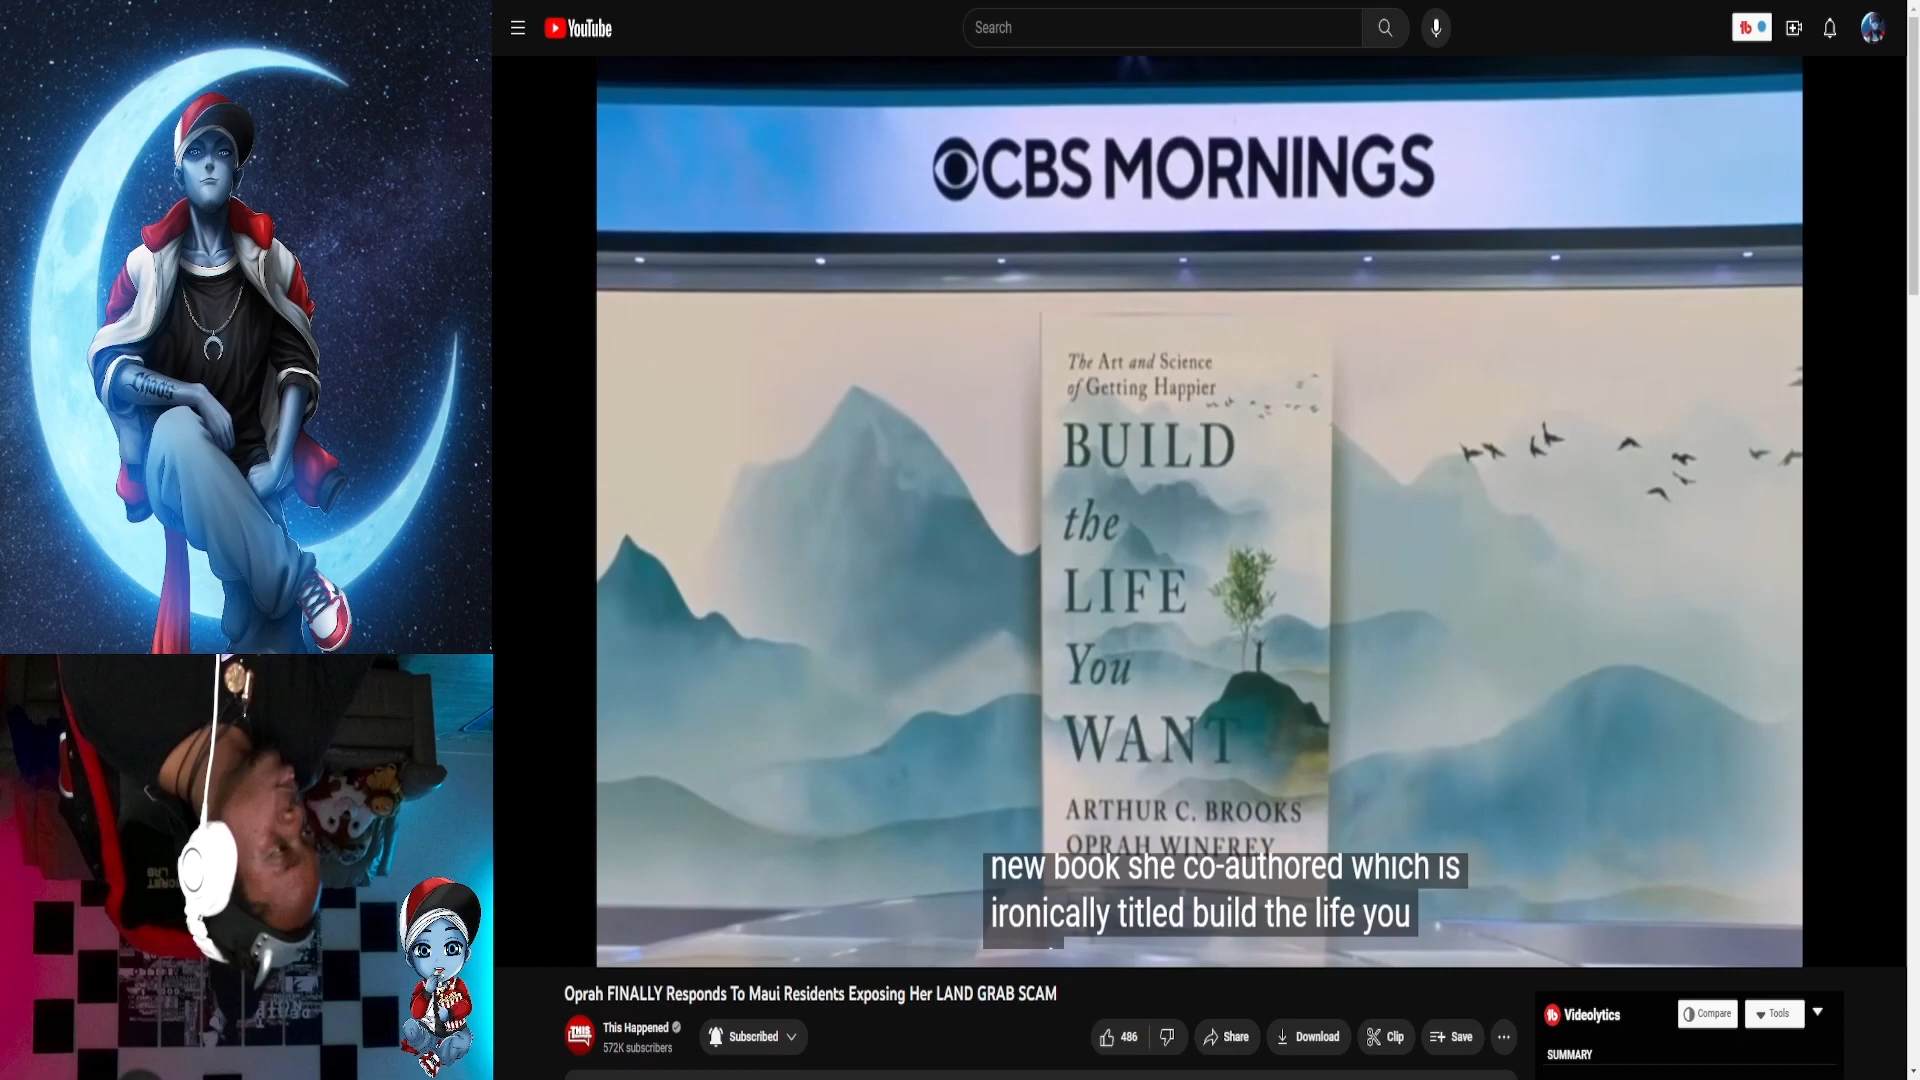 YouTube
Search
CBS MORNINGS
The Art and Science
of Getting Happier
BUILD
the
LIFE
You
WANT
ARTHUR C. BROOKS
OPRAH WINFREY
new book she co-authored which is
ironically titled build the life you
Chaos
Oprah FINALLY Responds To Maui Residents Exposing Her LAND GRAB SCAM
THIS
This Happened
572K subscribers
Subscribed
486
Share
Download
Clip
Save
tb Videolytics
Compare
Tools
SUMMARY